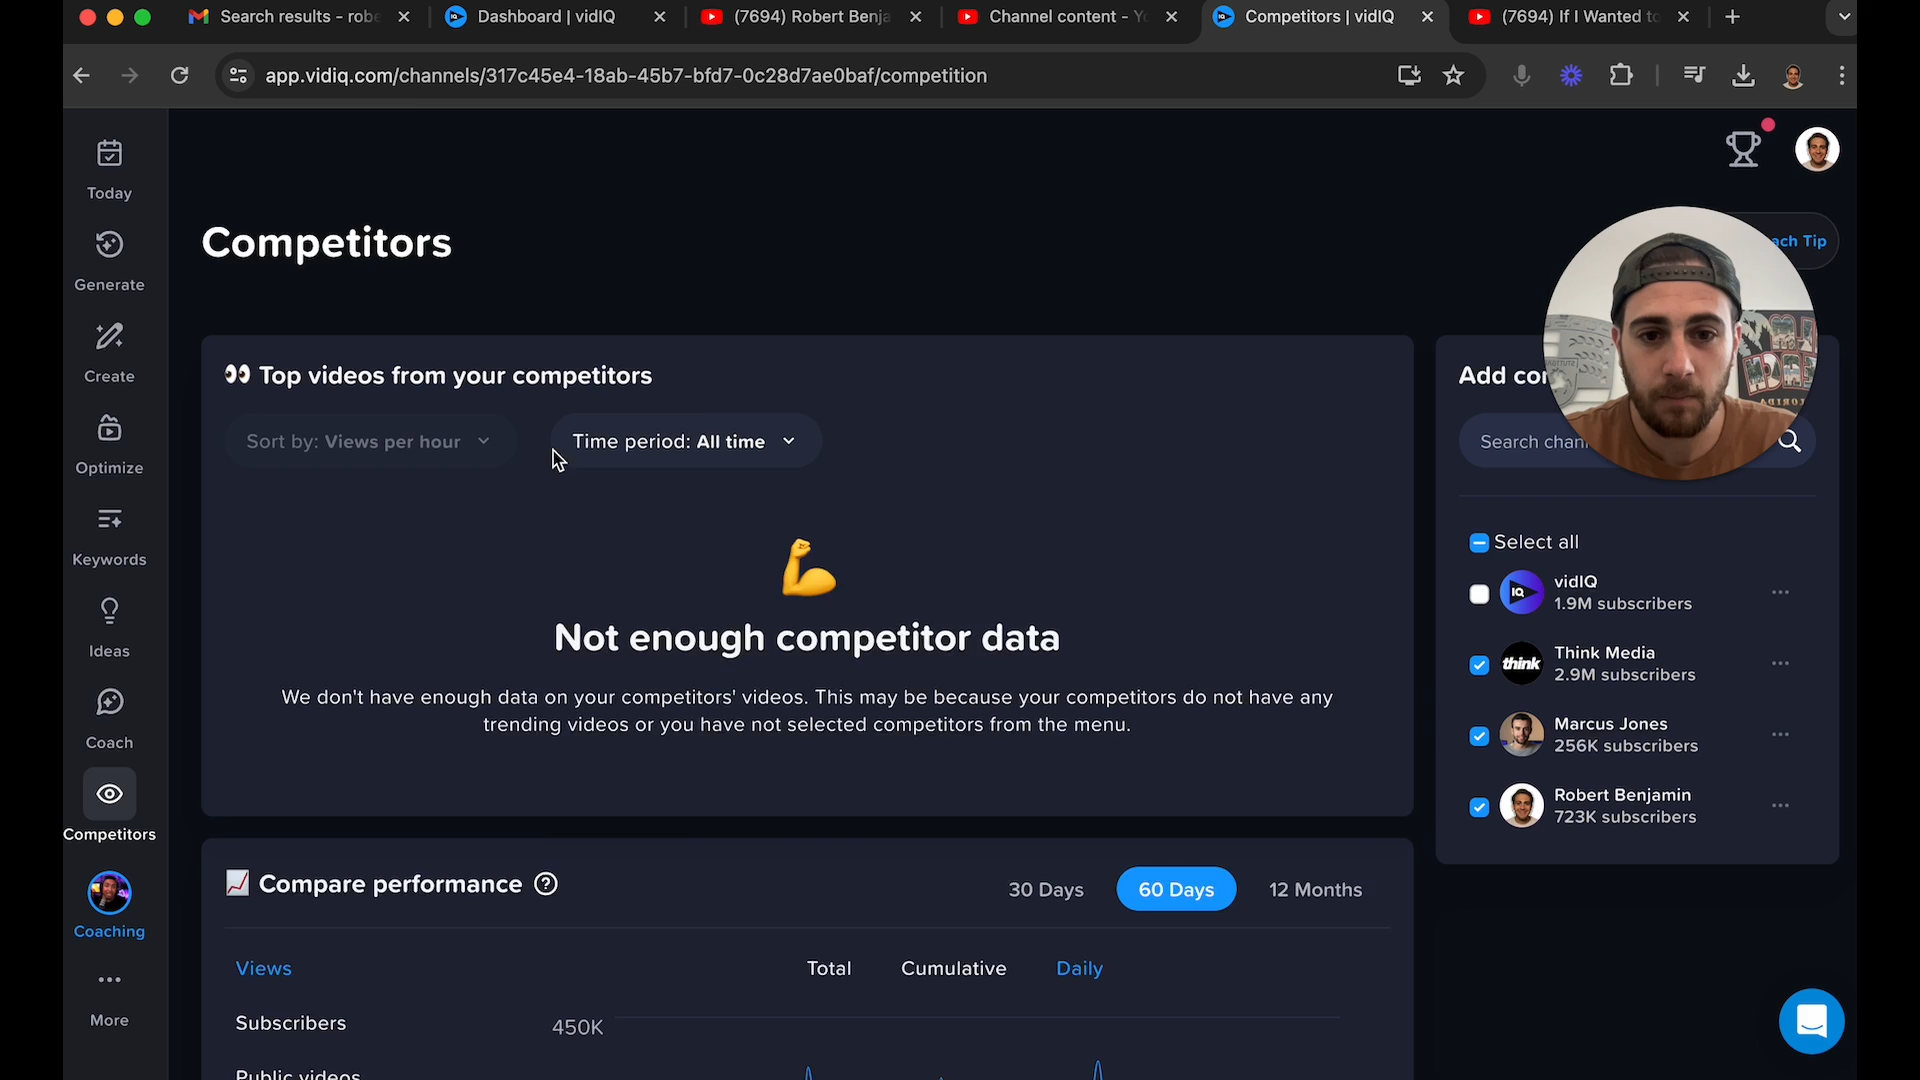 Search results - robe
Dashboard | vidIQ
(7694) Robert Benja
Channel content - Yo
Competitors | vidIQ
(7694) If I Wanted to
app.vidiq.com/channels/317c45e4-18ab-45b7-bfd7-0c28d7ae0baf/competition
Today
Generate
Create
Optimize
Keywords
Ideas
Coach
Competitors
Coaching
More
Competitors
ach Tip
👀 Top videos from your competitors
Sort by: Views per hour
Time period: All time
Not enough competitor data
We don't have enough data on your competitors' videos. This may be because your competitors do not have any
trending videos or you have not selected competitors from the menu.
Add co
Search chan
Select all
vidIQ
1.9M subscribers
think
Think Media
2.9M subscribers
Marcus Jones
256K subscribers
Robert Benjamin
723K subscribers
Compare performance
30 Days
60 Days
12 Months
Views
Total
Cumulative
Daily
Subscribers
450K
Public videos